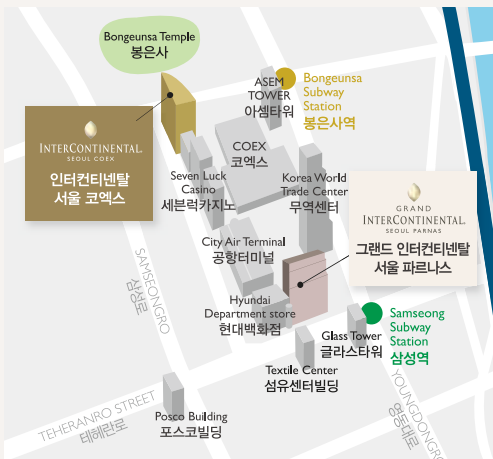 Bongeunsa Temple
봉은사
ASEM
TOWER
아셈타워
Bongeunsa
Subway
Station
봉은사역
INTERCONTINENTAL
SEOUL COEX
인터컨티넨탈
서울 코엑스
COEX
코엑스
Seven Luck
Casino
세븐럭카지노
Korea World
Trade Center
무역센터
GRAND
INTERCONTINENTAL
SEOUL PARNAS
그랜드 인터컨티넨탈
서울 파르나스
City Air Terminal
공항터미널
SAMSEONGRO
삼성로
Hyundai
Department store
현대백화점
Glass Tower
글라스타워
Samseong
Subway
Station
삼성역
Textile Center
섬유센터빌딩
YOUNGDONGRO
영동대로
TEHERANRO STREET
테헤란로
Posco Building
포스코빌딩